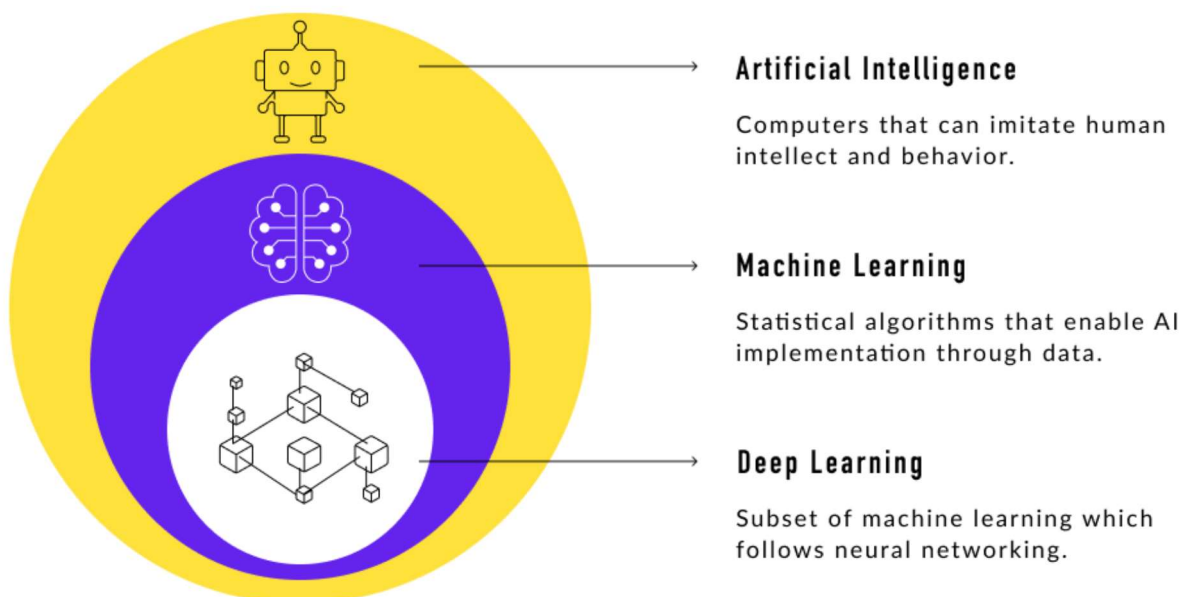 Artificial Intelligence
Computers that can imitate human
intellect and behavior.
Machine Learning
Statistical algorithms that enable AI
implementation through data.
Deep Learning
Subset of machine learning which
follows neural networking.